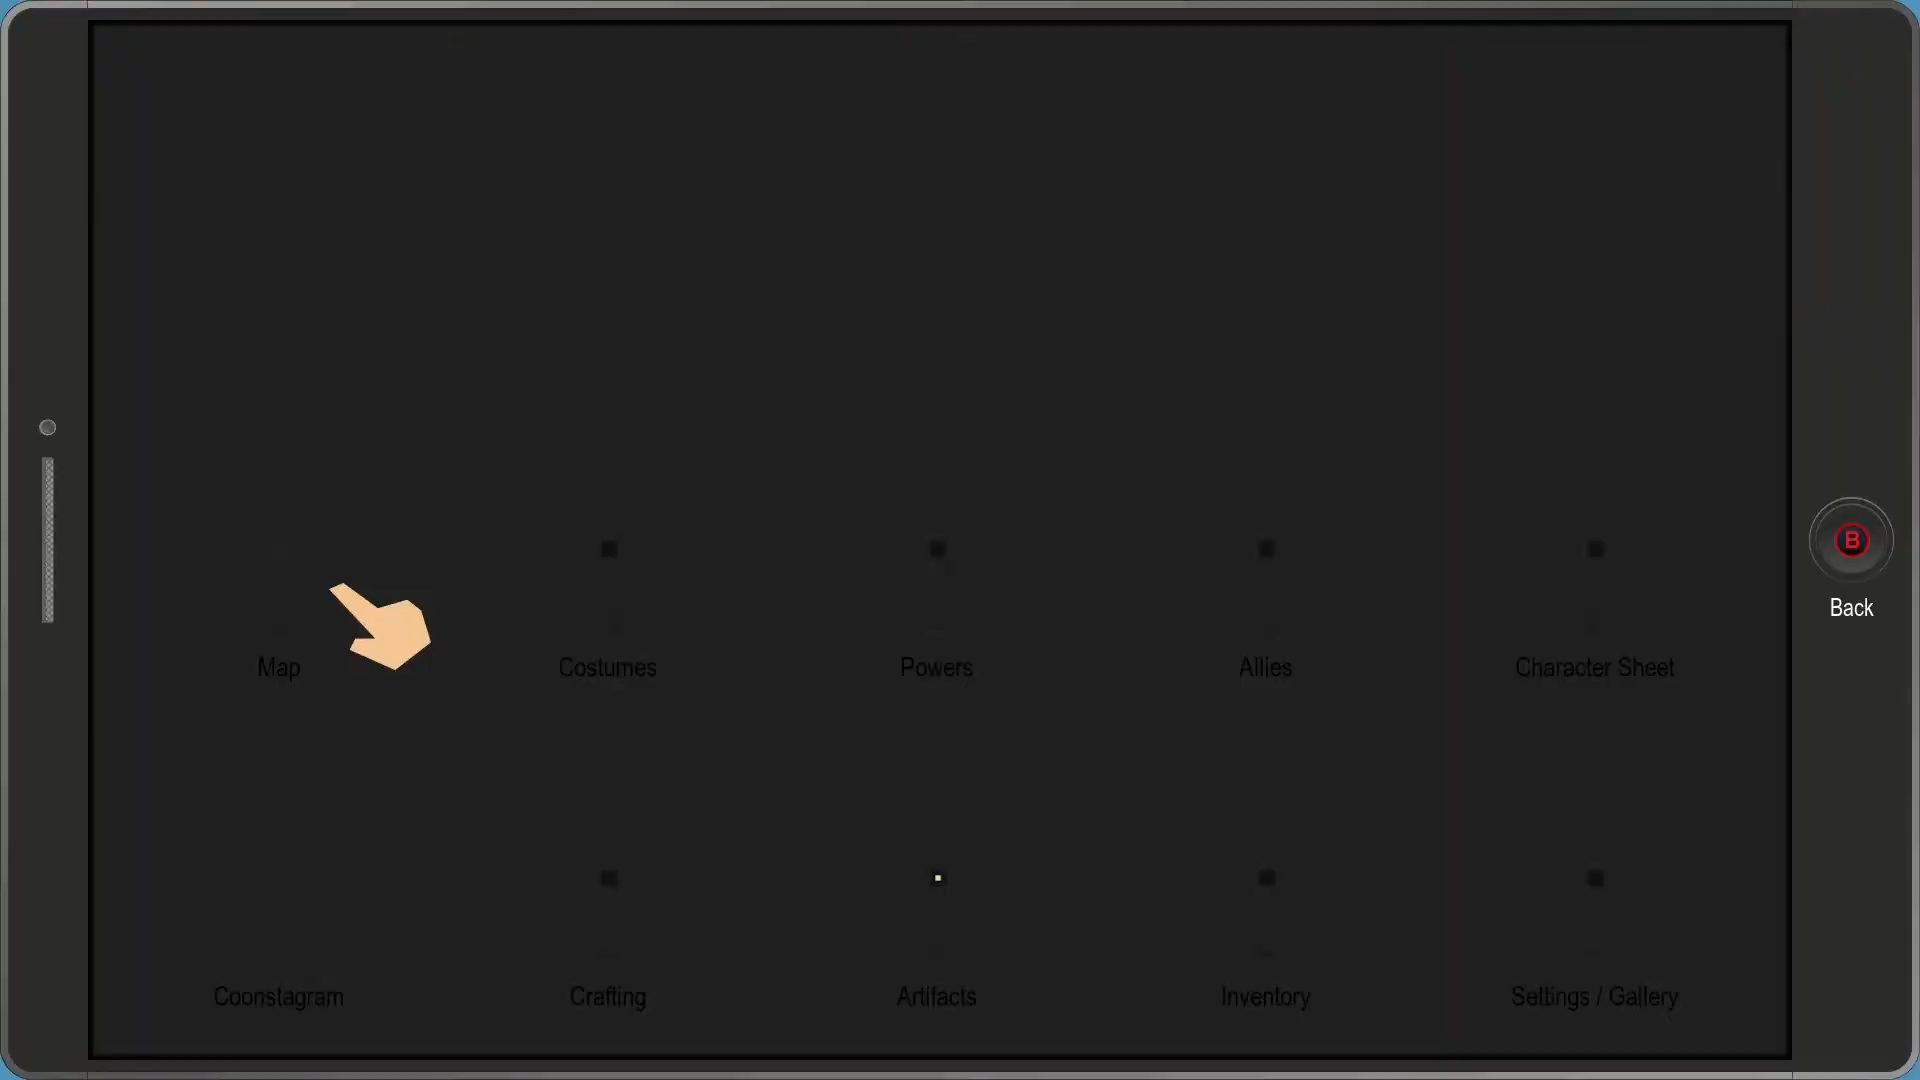 B
Back
Map
Costumes
Powers
Allies
Character Sheet
Coonstagram
Crafting
Artifacts
Inventory
Settings / Gallery